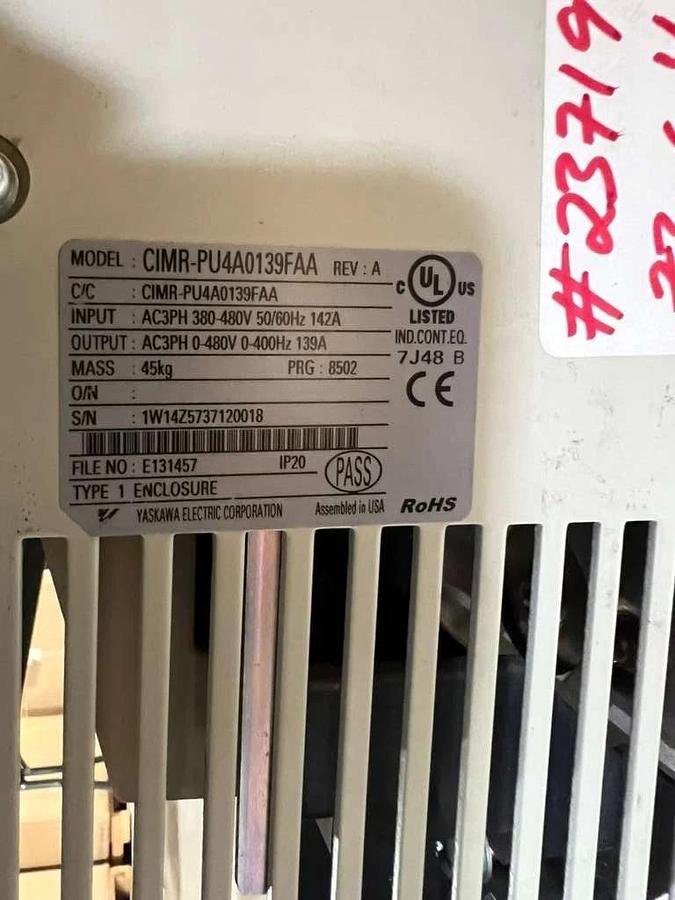 MODEL : CIMR-PU4A0139FAA REV : A
C/C : CIMR-PU4A0139FAA
INPUT : AC3PH 380-480V 50/60Hz 142A
OUTPUT : AC3PH 0-480V 0-400Hz 139A
MASS : 45kg PRG : 8502
O/N :
S/N : 1W14Z5737120018
FILE NO : E131457 IP20
TYPE 1 ENCLOSURE
YASKAWA ELECTRIC CORPORATION Assembled in USA
C UL US
LISTED
IND.CONT.EQ.
7J48 B
CE
PASS
RoHS
#23719